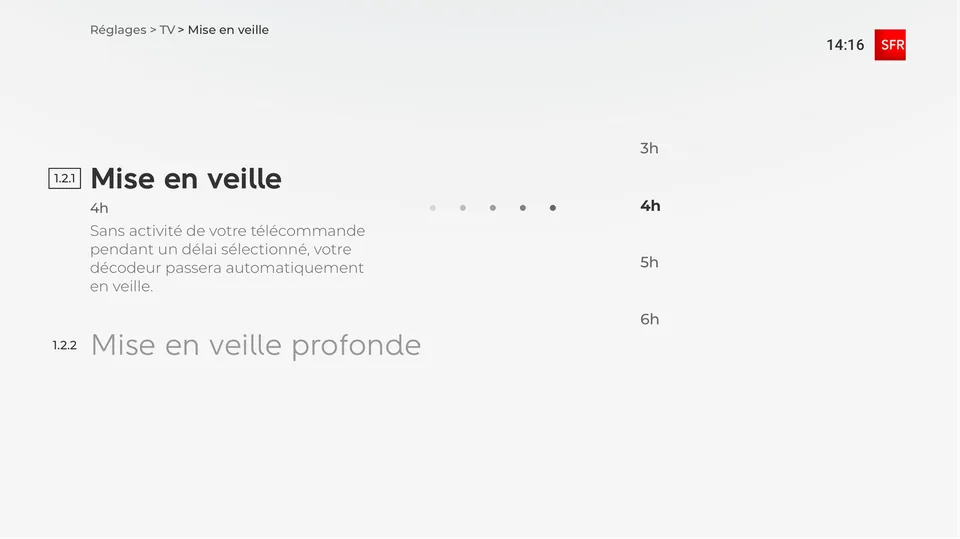 Réglages > TV > Mise en veille
14:16
SFR
1.2.1
Mise en veille
4h
Sans activité de votre télécommande
pendant un délai sélectionné, votre
décodeur passera automatiquement
en veille.
1.2.2
Mise en veille profonde
3h
4h
5h
6h